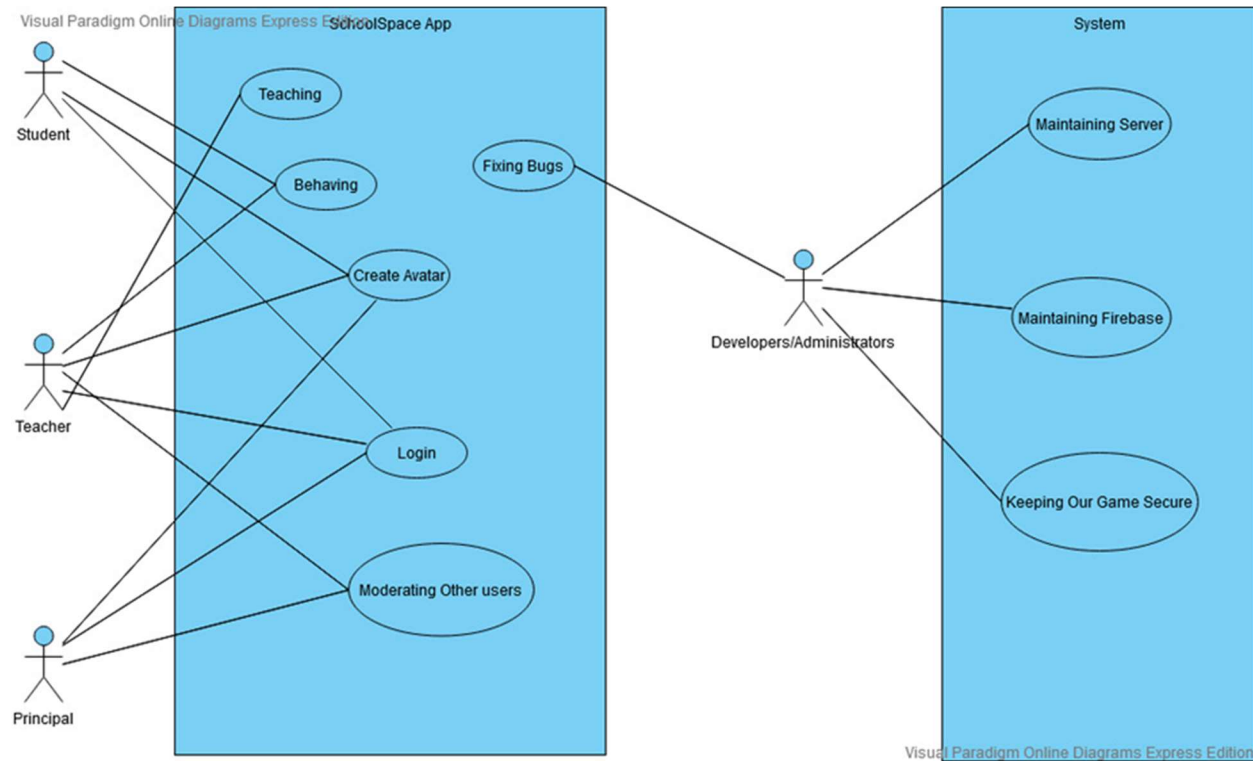 Visual Paradigm Online Diagrams Express Edition
SchoolSpace App
System
Student
Teaching
Behaving
Fixing Bugs
Maintaining Server
Create Avatar
Maintaining Firebase
Developers/Administrators
Teacher
Login
Keeping Our Game Secure
Moderating Other users
Principal
Visual Paradigm Online Diagrams Express Edition